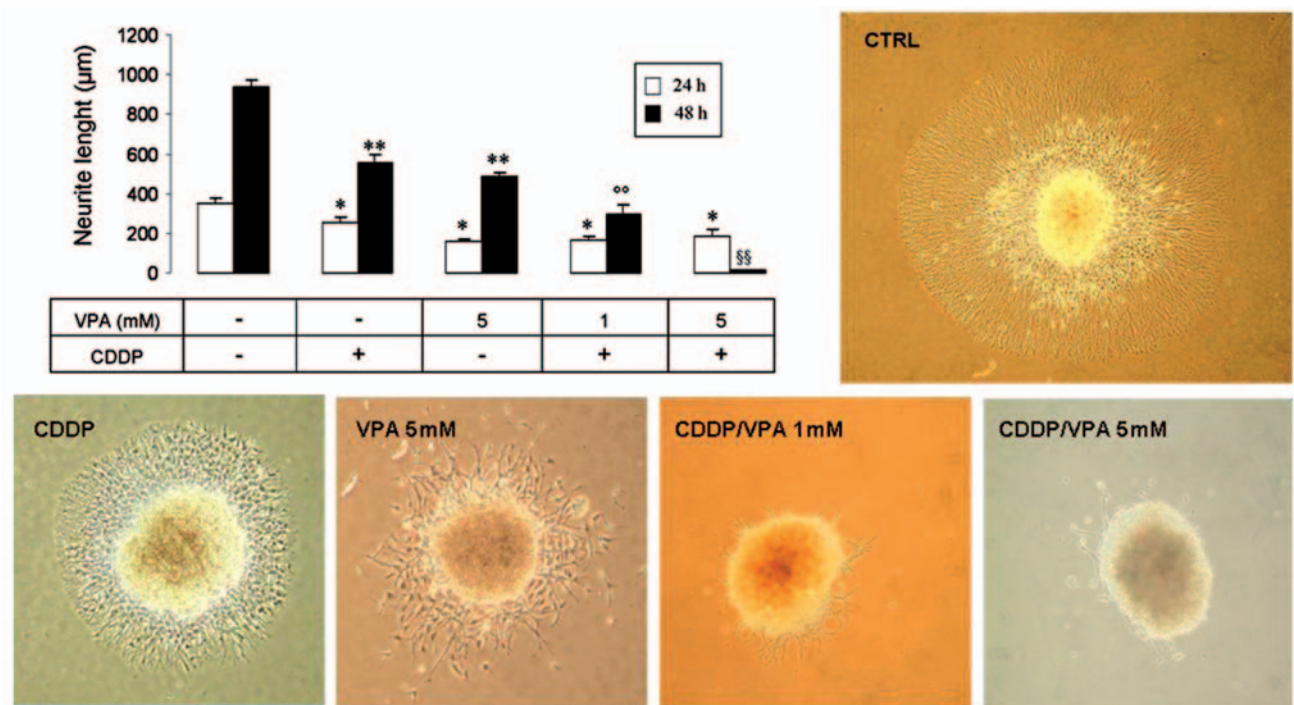 1200
1000
800
600
400
200
0
Neurite lenght (µm)
24 h
48 h
**
*
**
*
°°
*
*
§§
VPA (mM) - - 5 1 5
CDDP - + - + +
CTRL
CDDP
VPA 5mM
CDDP/VPA 1mM
CDDP/VPA 5mM